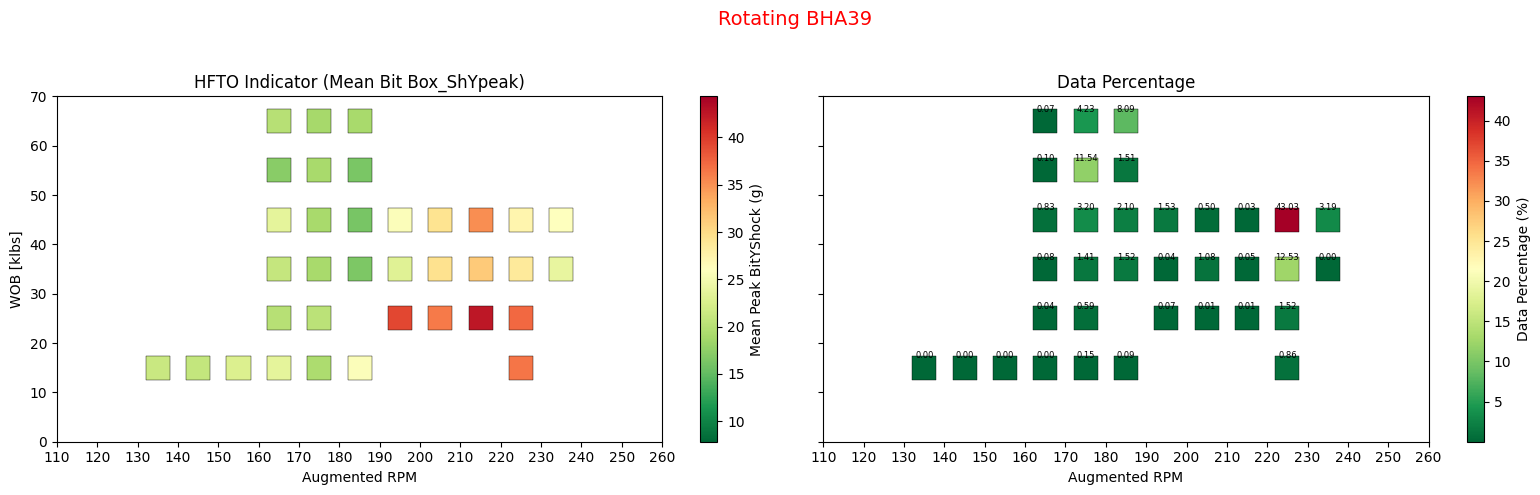 Rotating BHA39
HFTO Indicator (Mean Bit Box_ShYpeak)
WOB [klbs]
70
60
50
40
30
20
10
0
110 120 130 140 150 160 170 180 190 200 210 220 230 240 250 260
Augmented RPM
40
35
30
25
20
15
10
Mean Peak BitYShock (g)
Data Percentage
0.07 4.23 8.09
0.10 11.54 1.51
0.83 3.20 2.10 1.53 0.50 0.03 43.03 3.19
0.08 1.41 1.52 0.04 1.08 0.05 12.53 0.00
0.04 0.59 0.07 0.01 0.01 1.52
0.00 0.00 0.00 0.00 0.15 0.09 0.86
110 120 130 140 150 160 170 180 190 200 210 220 230 240 250 260
Augmented RPM
40
35
30
25
20
15
10
5
Data Percentage (%)